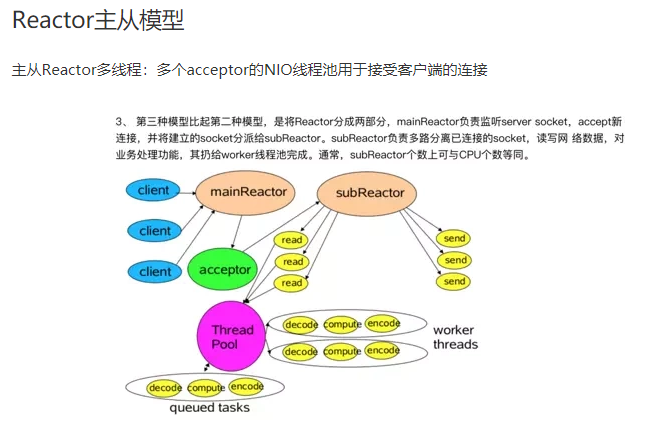 Reactor主从模型
主从Reactor多线程：多个acceptor的NIO线程池用于接受客户端的连接
3、 第三种模型比起第二种模型，是将Reactor分成两部分，mainReactor负责监听server socket，accept新
连接，并将建立的socket分派给subReactor。subReactor负责多路分离已连接的socket，读写网 络数据，对
业务处理功能，其扔给worker线程池完成。通常，subReactor个数上可与CPU个数等同。
client
mainReactor
subReactor
client
read
send
client
acceptor
read
send
read
send
Thread
Pool
decode compute encode
worker
threads
decode compute encode
decode compute encode
queued tasks